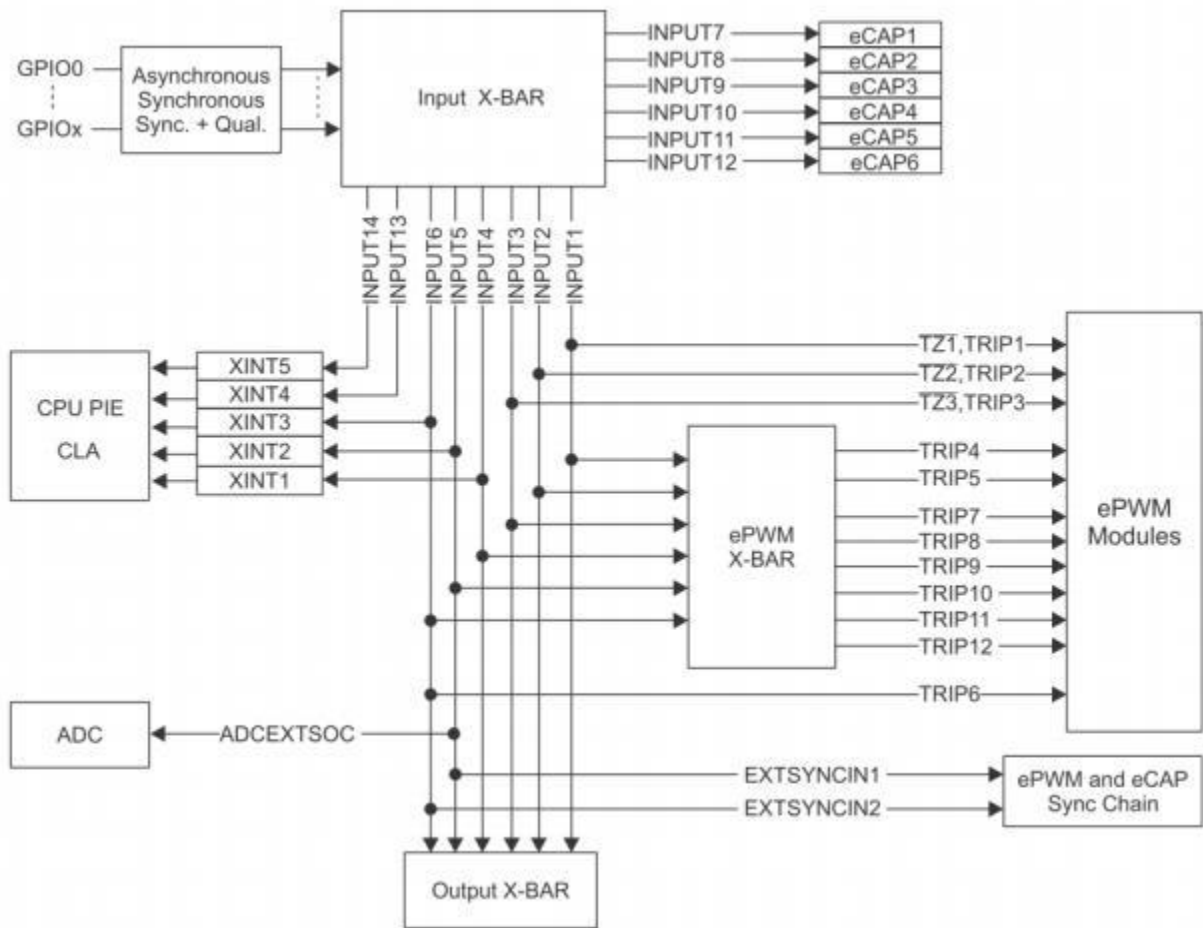 GPIO0
GPIOx
Asynchronous
Synchronous
Sync. + Qual.
Input X-BAR
INPUT7
INPUT8
INPUT9
INPUT10
INPUT11
INPUT12
eCAP1
eCAP2
eCAP3
eCAP4
eCAP5
eCAP6
INPUT14
INPUT13
INPUT6
INPUT5
INPUT4
INPUT3
INPUT2
INPUT1
CPU PIE
CLA
XINT5
XINT4
XINT3
XINT2
XINT1
TZ1,TRIP1
TZ2,TRIP2
TZ3,TRIP3
ePWM
X-BAR
TRIP4
TRIP5
TRIP7
TRIP8
TRIP9
TRIP10
TRIP11
TRIP12
TRIP6
ePWM
Modules
ADC
ADCEXTSOC
EXTSYNCIN1
EXTSYNCIN2
ePWM and eCAP
Sync Chain
Output X-BAR